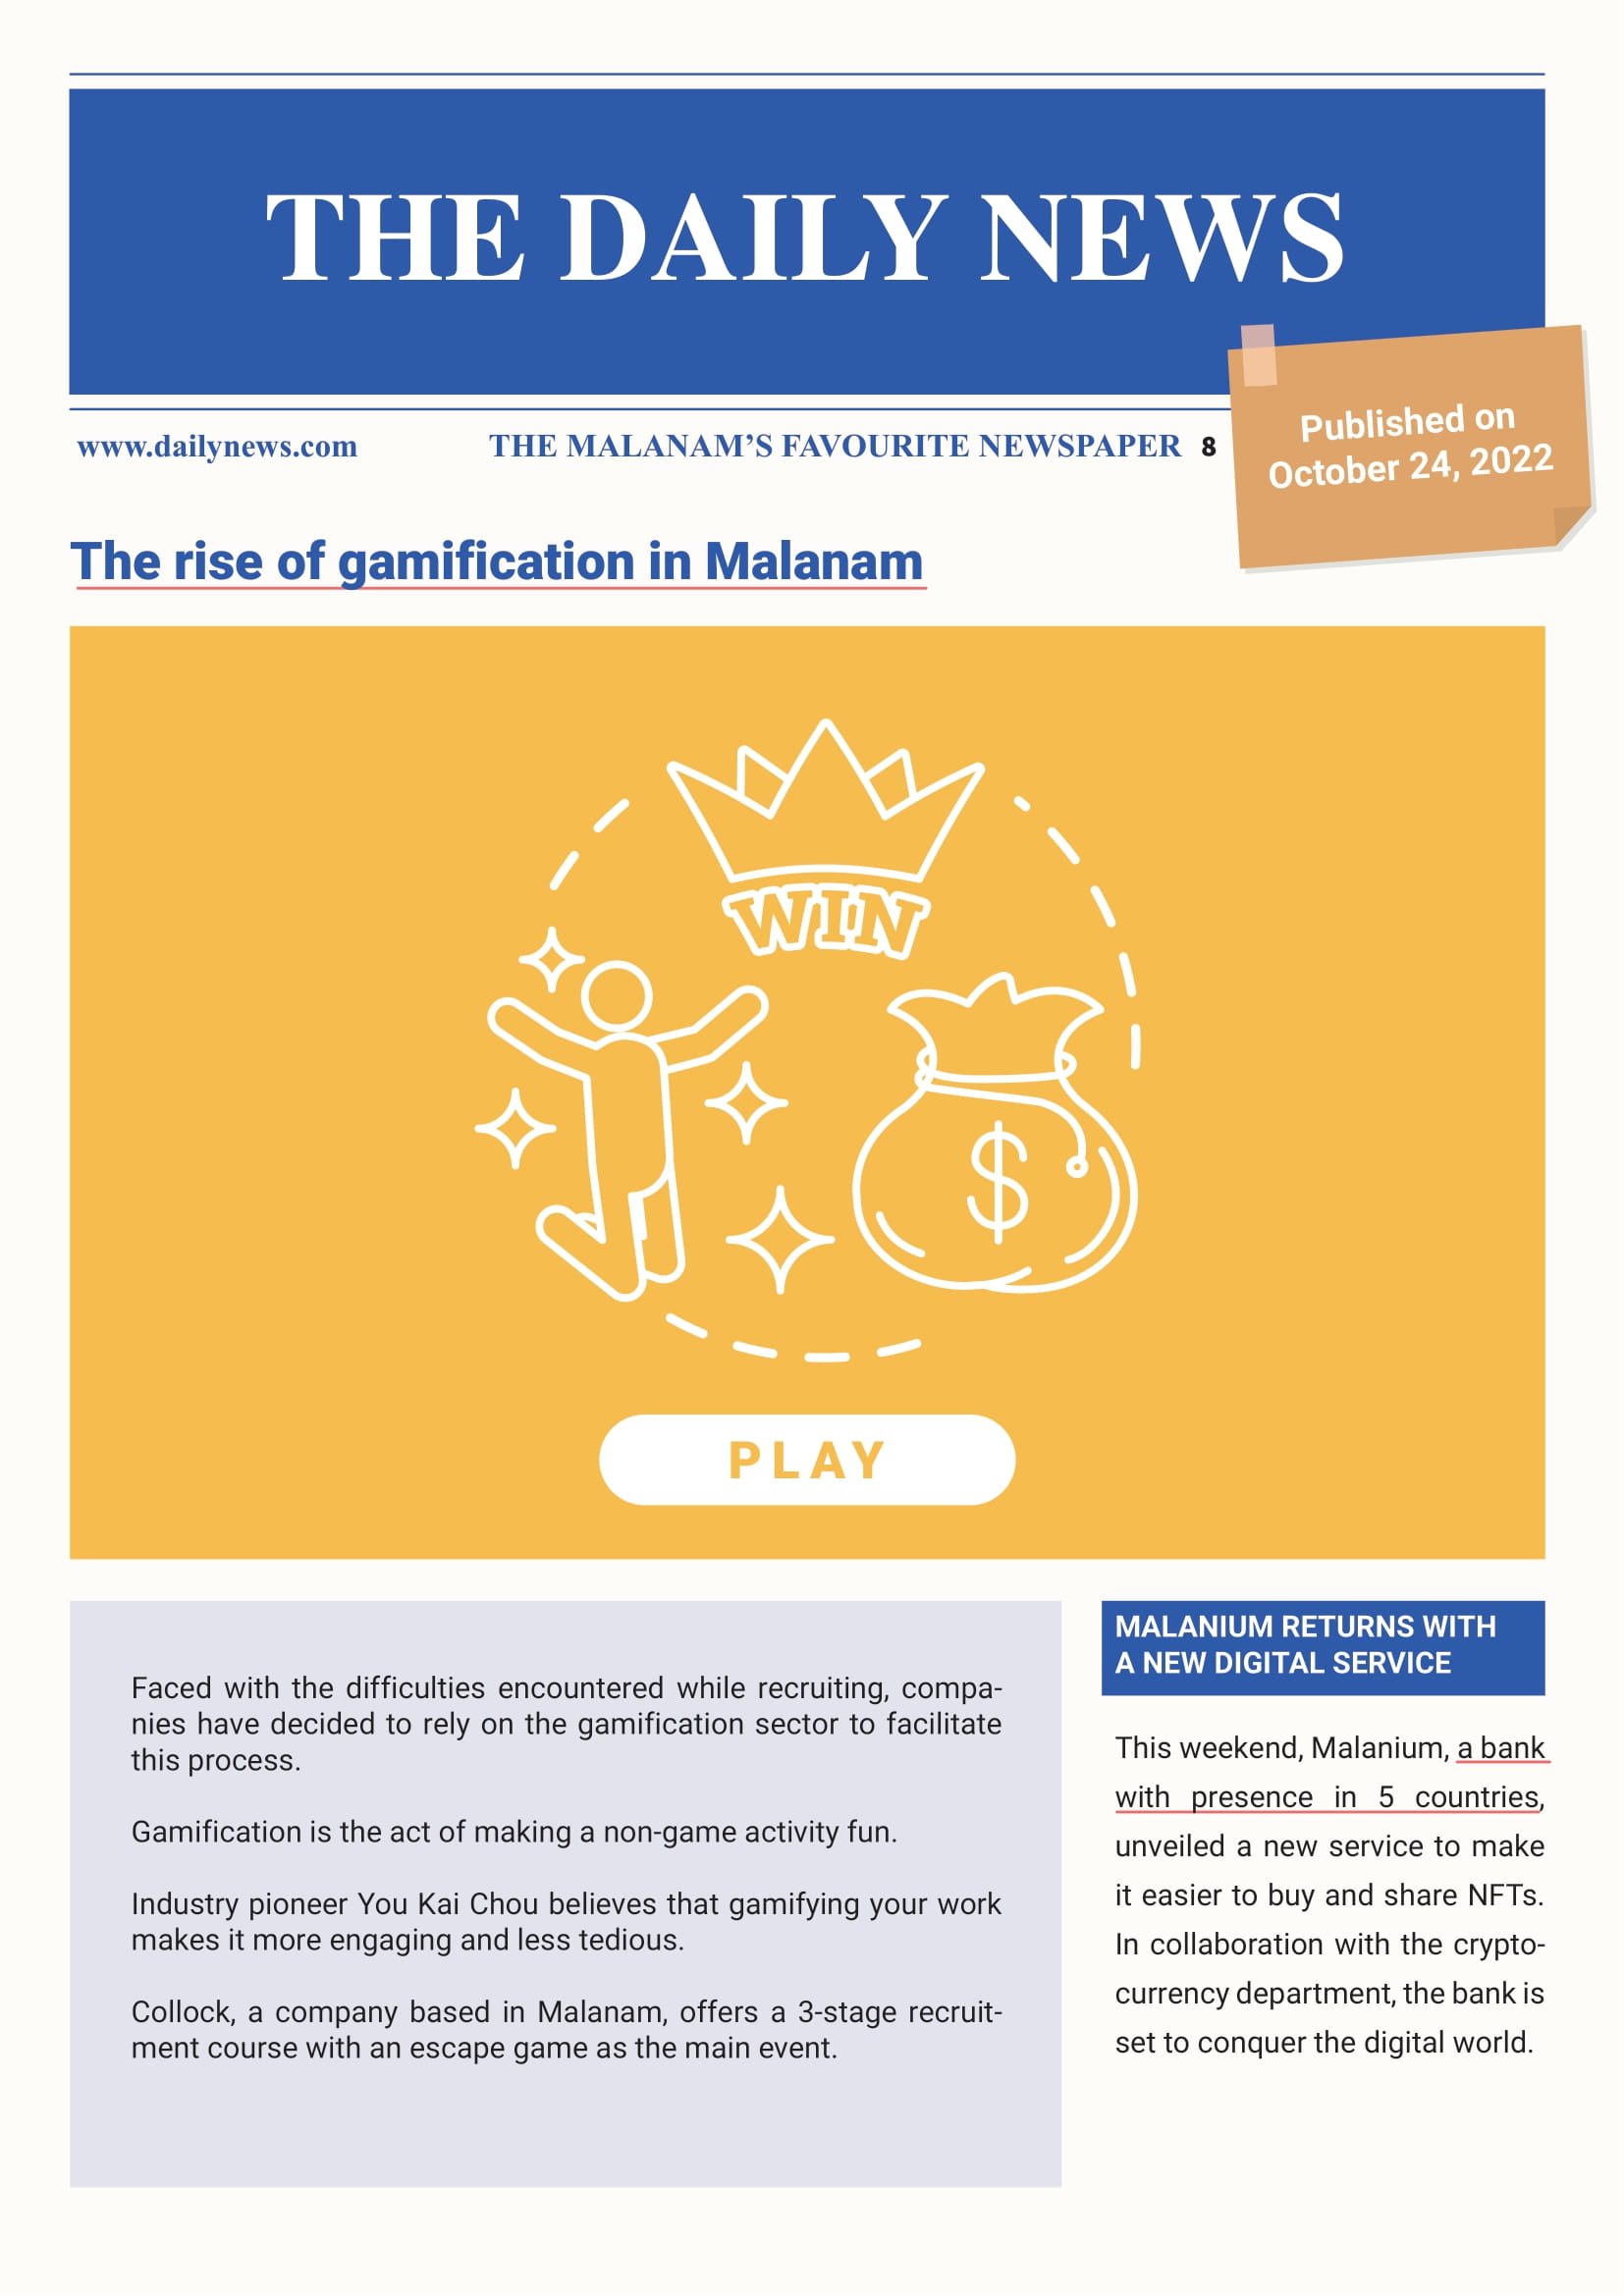 THE DAILY NEWS
www.dailynews.com
THE MALANAM’S FAVOURITE NEWSPAPER 8
Published on
October 24, 2022
The rise of gamification in Malanam
WIN
$
PLAY
Faced with the difficulties encountered while recruiting, compa-
nies have decided to rely on the gamification sector to facilitate
this process.
Gamification is the act of making a non-game activity fun.
Industry pioneer You Kai Chou believes that gamifying your work
makes it more engaging and less tedious.
Collock, a company based in Malanam, offers a 3-stage recruit-
ment course with an escape game as the main event.
MALANIUM RETURNS WITH
A NEW DIGITAL SERVICE
This weekend, Malanium, a bank
with presence in 5 countries,
unveiled a new service to make
it easier to buy and share NFTs.
In collaboration with the crypto-
currency department, the bank is
set to conquer the digital world.